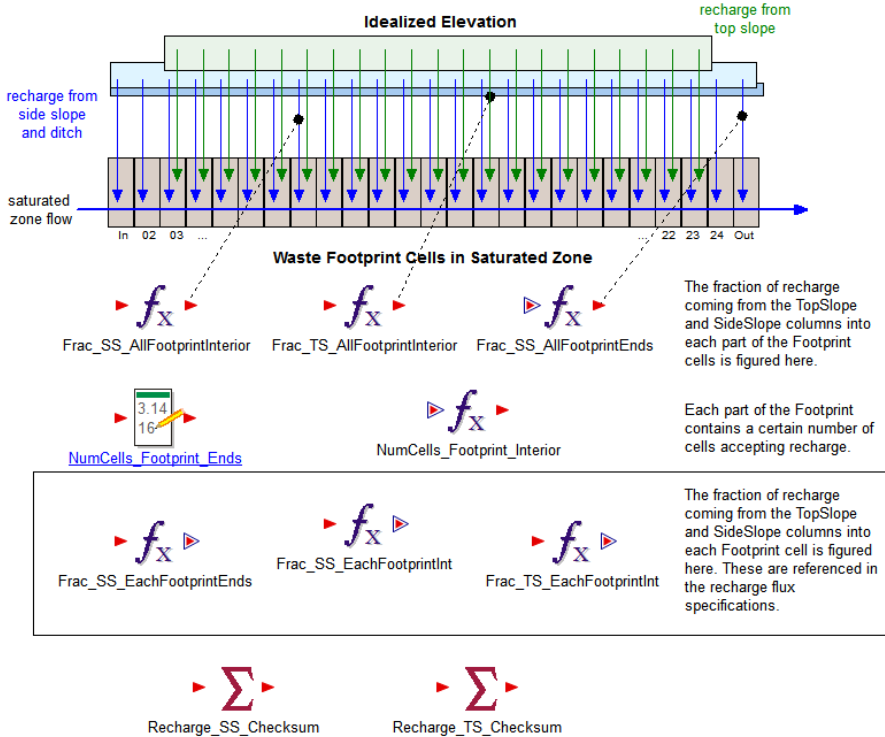 Idealized Elevation
recharge from
top slope
recharge from
side slope
and ditch
saturated
zone flow
In 02 03 ... ... 22 23 24 Out
Waste Footprint Cells in Saturated Zone
Frac_SS_AllFootprintInterior
Frac_TS_AllFootprintInterior
Frac_SS_AllFootprintEnds
The fraction of recharge
coming from the TopSlope
and SideSlope columns into
each part of the Footprint
cells is figured here.
3.14
16
NumCells_Footprint_Ends
NumCells_Footprint_Interior
Each part of the Footprint
contains a certain number of
cells accepting recharge.
Frac_SS_EachFootprintEnds
Frac_SS_EachFootprintInt
Frac_TS_EachFootprintInt
The fraction of recharge
coming from the TopSlope
and SideSlope columns into
each Footprint cell is figured
here. These are referenced in
the recharge flux
specifications.
Recharge_SS_Checksum
Recharge_TS_Checksum